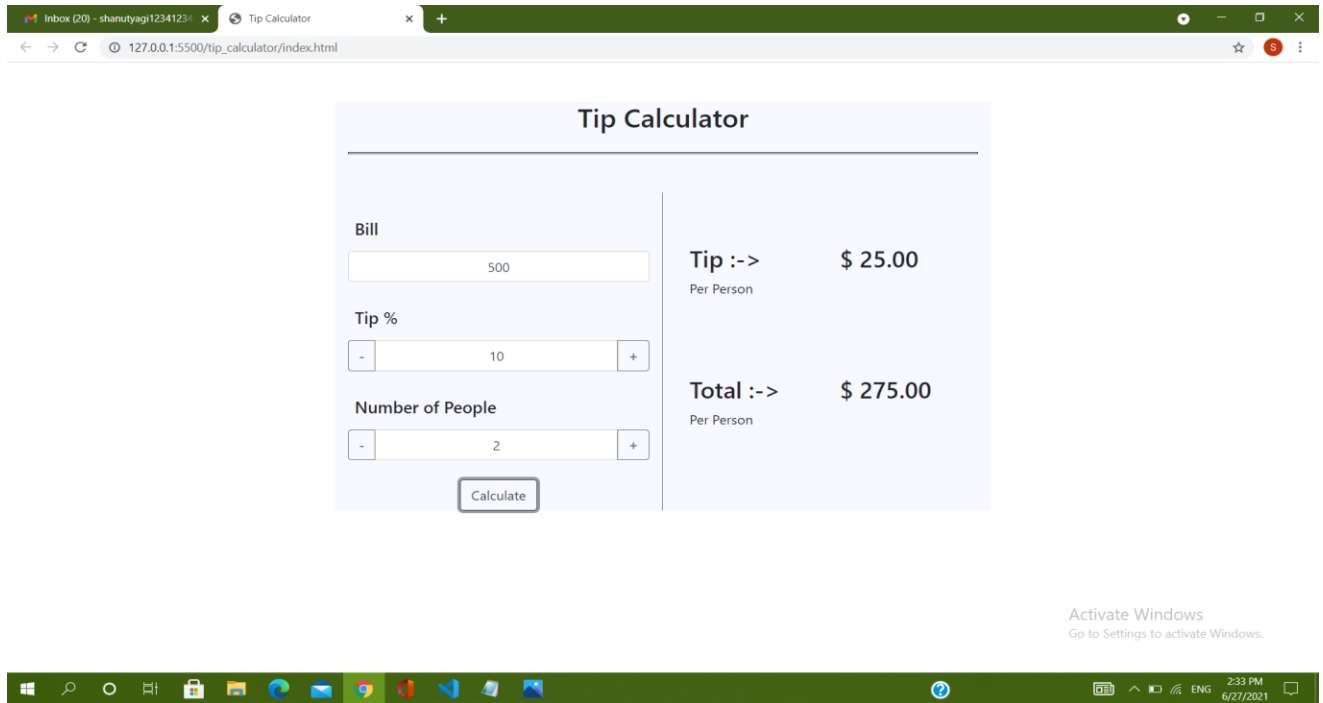 Inbox (20) - shanutyagi12341234
Tip Calculator
127.0.0.1:5500/tip_calculator/index.html
S
Tip Calculator
Bill
500
Tip %
- 10 +
Number of People
- 2 +
Calculate
Tip :-> $ 25.00
Per Person
Total :-> $ 275.00
Per Person
Activate Windows
Go to Settings to activate Windows.
ENG
2:33 PM
6/27/2021